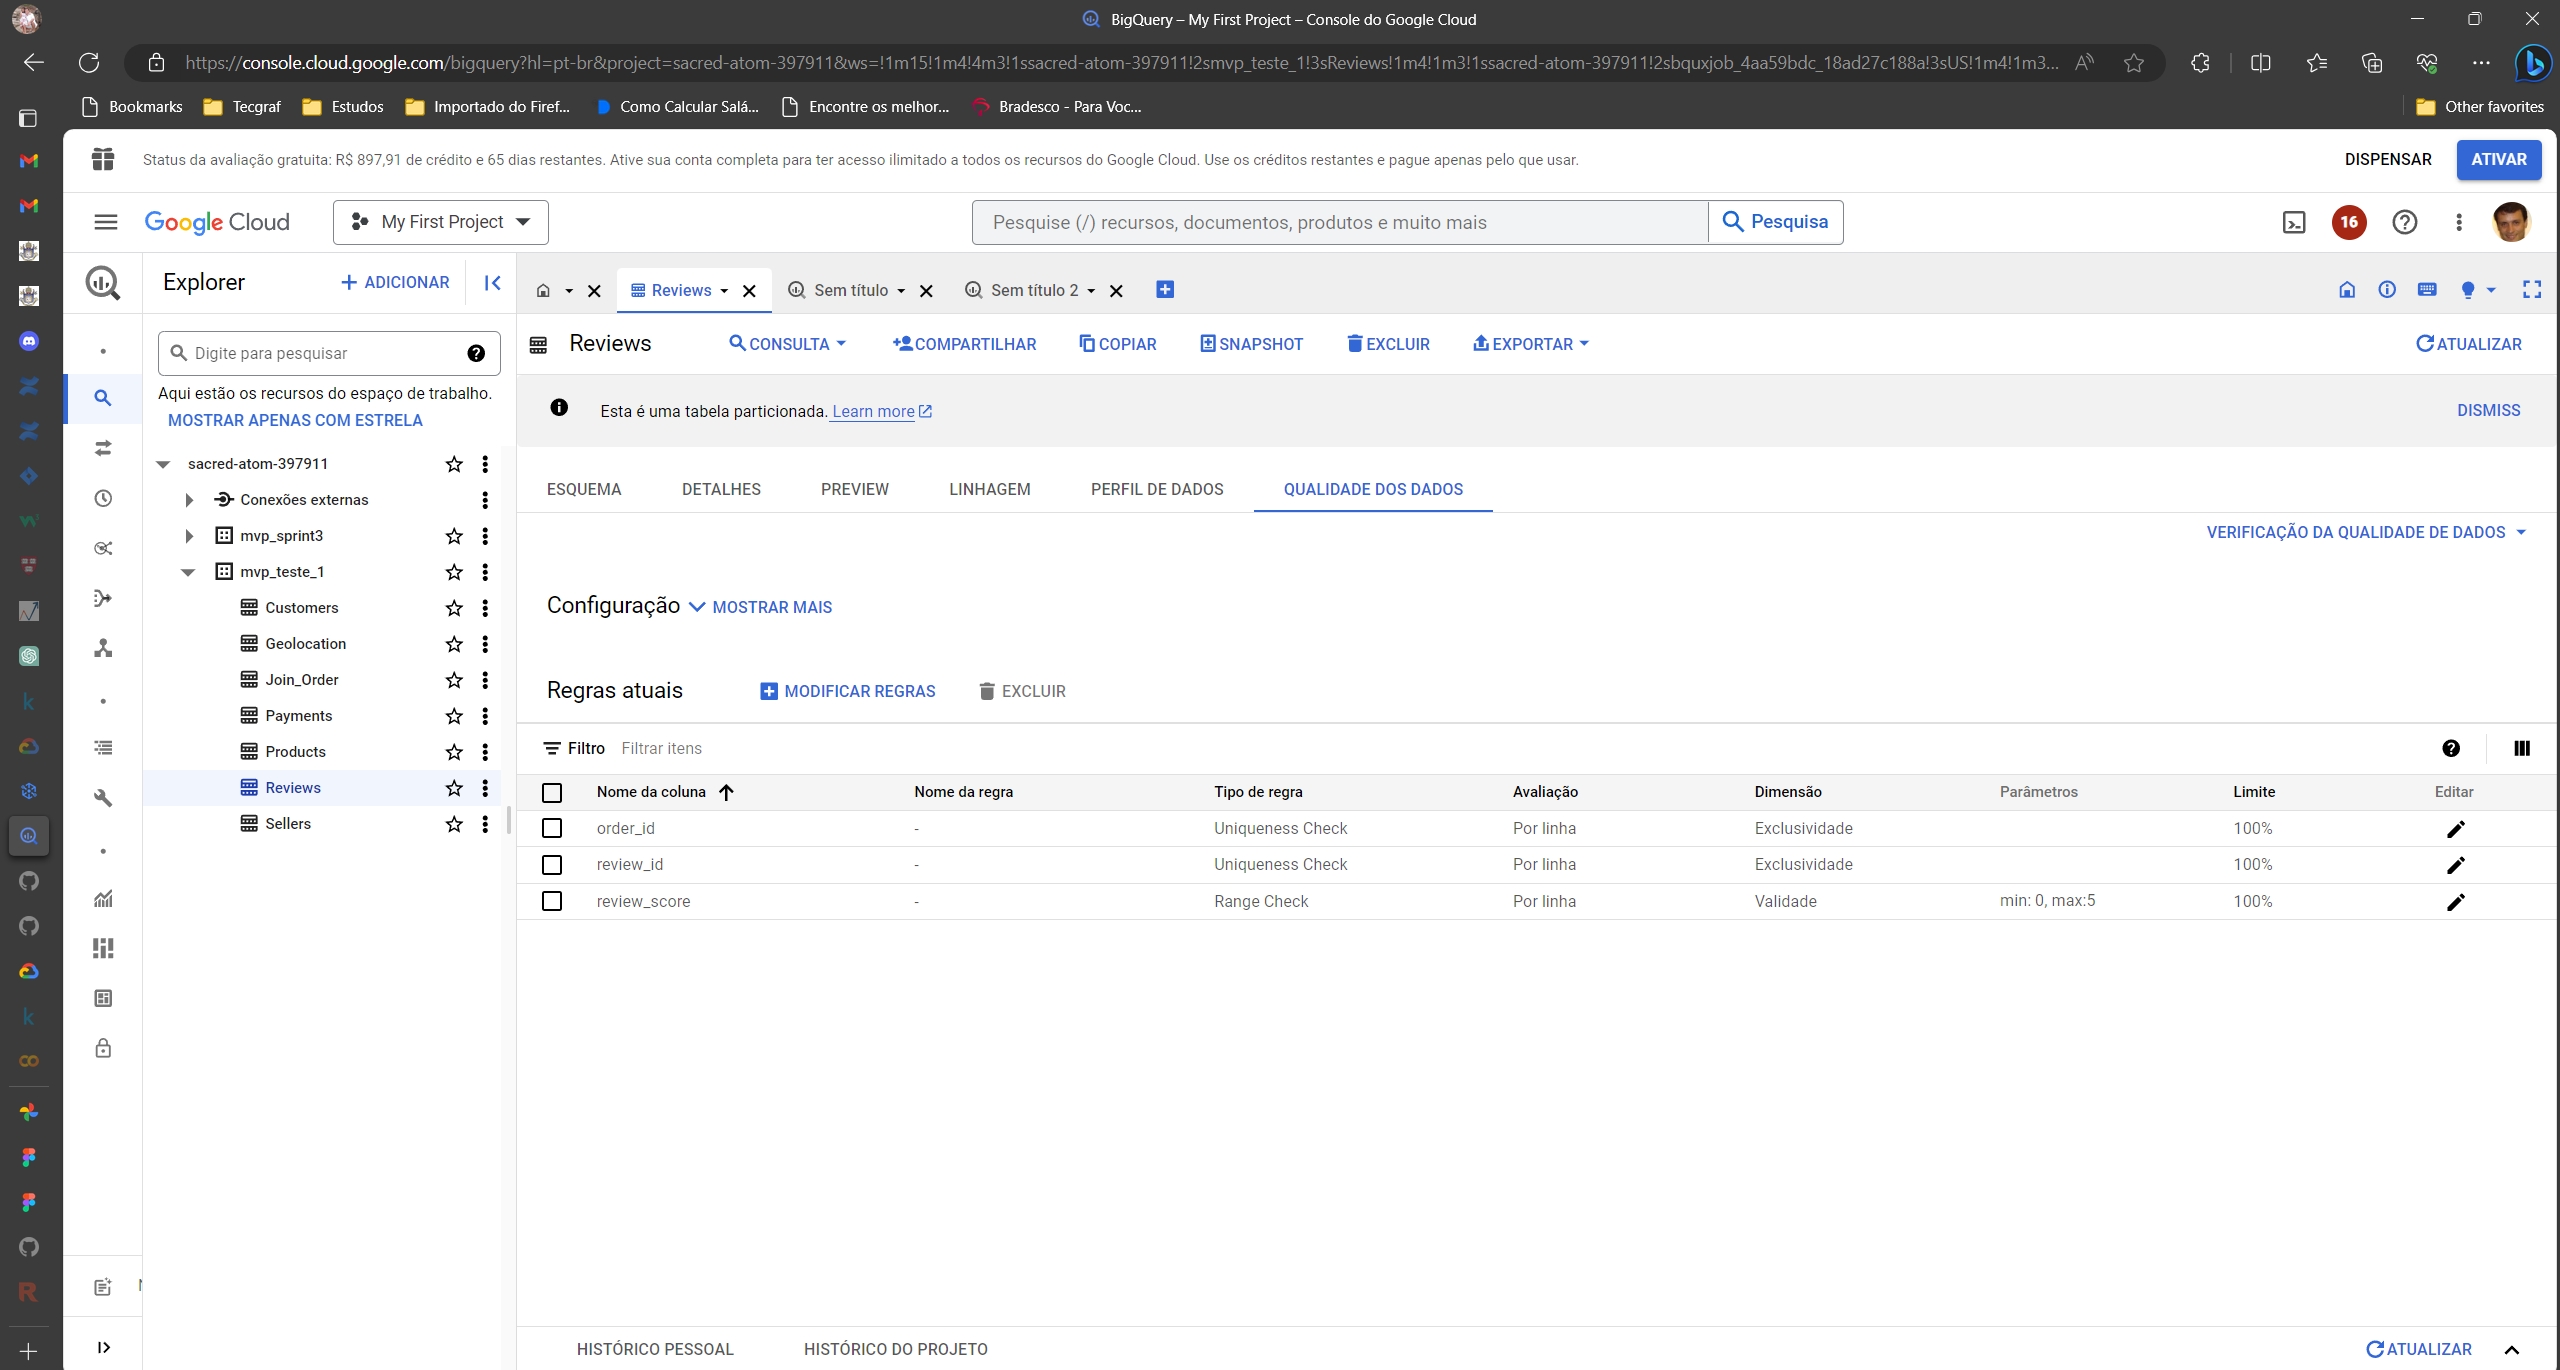 BigQuery – My First Project – Console do Google Cloud
https://console.cloud.google.com/bigquery?hl=pt-br&project=sacred-atom-397911&ws=!1m15!1m4!4m3!1ssacred-atom-397911!2smvp_teste_1!3sReviews!1m4!1m3!1ssacred-atom-397911!2sbquxjob_4aa59bdc_18ad27c188a!3sUS!1m4!1m3...
Bookmarks Tecgraf Estudos Importado do Firef... Como Calcular Salá... Encontre os melhor... Bradesco - Para Voc... Other favorites
Status da avaliação gratuita: R$ 897,91 de crédito e 65 dias restantes. Ative sua conta completa para ter acesso ilimitado a todos os recursos do Google Cloud. Use os créditos restantes e pague apenas pelo que usar. DISPENSAR ATIVAR
Google Cloud My First Project Pesquise (/) recursos, documentos, produtos e muito mais Pesquisa 16
Explorer + ADICIONAR
Digite para pesquisar
Aqui estão os recursos do espaço de trabalho.
MOSTRAR APENAS COM ESTRELA
sacred-atom-397911
Conexões externas
mvp_sprint3
mvp_teste_1
Customers
Geolocation
Join_Order
Payments
Products
Reviews
Sellers
Reviews Sem título Sem título 2
Reviews CONSULTA COMPARTILHAR COPIAR SNAPSHOT EXCLUIR EXPORTAR ATUALIZAR
Esta é uma tabela particionada. Learn more DISMISS
ESQUEMA DETALHES PREVIEW LINHAGEM PERFIL DE DADOS QUALIDADE DOS DADOS
VERIFICAÇÃO DA QUALIDADE DE DADOS
Configuração MOSTRAR MAIS
Regras atuais MODIFICAR REGRAS EXCLUIR
Filtro Filtrar itens
Nome da coluna Nome da regra Tipo de regra Avaliação Dimensão Parâmetros Limite Editar
order_id - Uniqueness Check Por linha Exclusividade 100%
review_id - Uniqueness Check Por linha Exclusividade 100%
review_score - Range Check Por linha Validade min: 0, max:5 100%
HISTÓRICO PESSOAL HISTÓRICO DO PROJETO ATUALIZAR